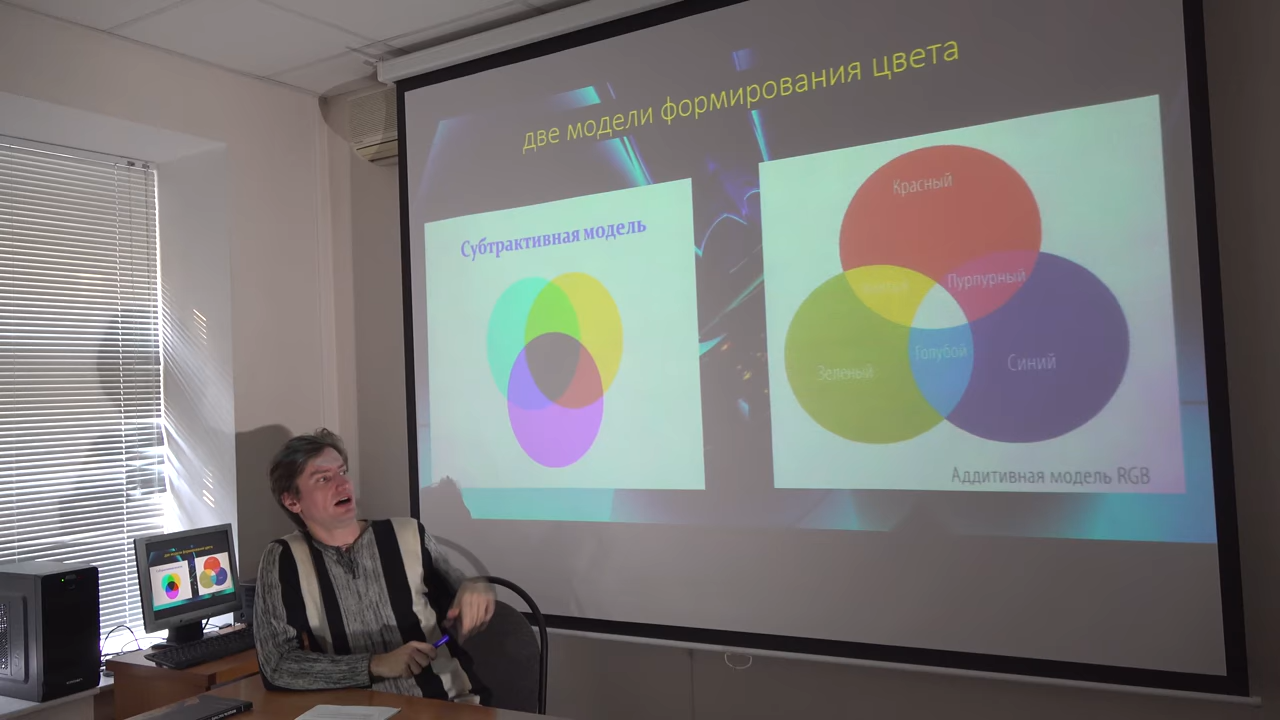 две модели формирования цвета
Субтрактивная модель
Красный
Пурпурный
Голубой
Зеленый
Синий
Аддитивная модель RGB